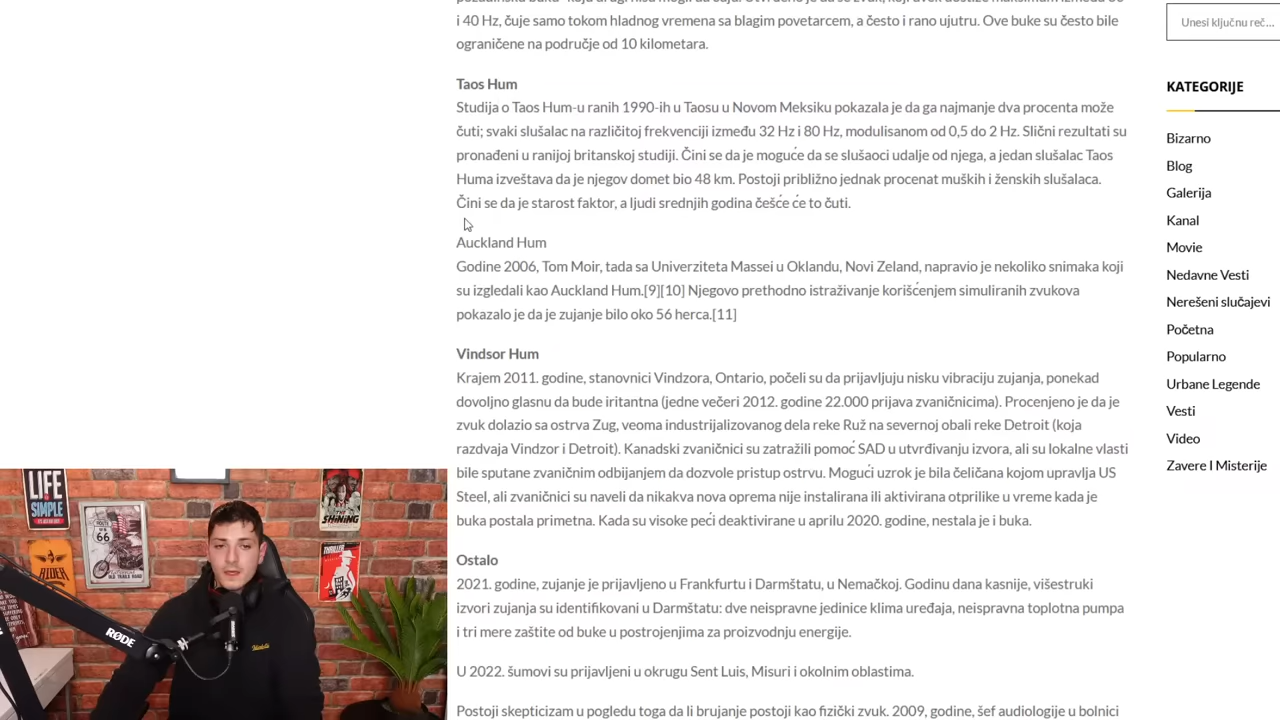 i 40 Hz, čuje samo tokom hladnog vremena sa blagim povetarcem, a često i rano ujutru. Ove buke su često bile
ograničene na područje od 10 kilometara.
Taos Hum
Studija o Taos Hum-u ranih 1990-ih u Taosu u Novom Meksiku pokazala je da ga najmanje dva procenta može
čuti; svaki slušalac na različitoj frekvenciji između 32 Hz i 80 Hz, modulisanom od 0,5 do 2 Hz. Slični rezultati su
pronađeni u ranijoj britanskoj studiji. Čini se da je moguće da se slušaoci udalje od njega, a jedan slušalac Taos
Huma izveštava da je njegov domet bio 48 km. Postoji približno jednak procenat muških i ženskih slušalaca.
Čini se da je starost faktor, a ljudi srednjih godina češće će to čuti.
Auckland Hum
Godine 2006, Tom Moir, tada sa Univerziteta Massei u Oklandu, Novi Zeland, napravio je nekoliko snimaka koji
su izgledali kao Auckland Hum.[9][10] Njegovo prethodno istraživanje korišćenjem simuliranih zvukova
pokazalo je da je zujanje bilo oko 56 herca.[11]
Vindsor Hum
Krajem 2011. godine, stanovnici Vindzora, Ontario, počeli su da prijavljuju nisku vibraciju zujanja, ponekad
dovoljno glasnu da bude iritantna (jedne večeri 2012. godine 22.000 prijava zvaničnicima). Procenjeno je da je
zvuk dolazio sa ostrva Zug, veoma industrijalizovanog dela reke Ruž na severnoj obali reke Detroit (koja
razdvaja Vindzor i Detroit). Kanadski zvaničnici su zatražili pomoć SAD u utvrđivanju izvora, ali su lokalne vlasti
bile sputane zvaničnim odbijanjem da dozvole pristup ostrvu. Mogući uzrok je bila čeličana kojom upravlja US
Steel, ali zvaničnici su naveli da nikakva nova oprema nije instalirana ili aktivirana otprilike u vreme kada je
buka postala primetna. Kada su visoke peći deaktivirane u aprilu 2020. godine, nestala je i buka.
Ostalo
2021. godine, zujanje je prijavljeno u Frankfurtu i Darmštatu, u Nemačkoj. Godinu dana kasnije, višestruki
izvori zujanja su identifikovani u Darmštatu: dve neispravne jedinice klima uređaja, neispravna toplotna pumpa
i tri mere zaštite od buke u postrojenjima za proizvodnju energije.
U 2022. šumovi su prijavljeni u okrugu Sent Luis, Misuri i okolnim oblastima.
Postoji skepticizam u pogledu toga da li brujanje postoji kao fizički zvuk. 2009, godine, šef audiologije u bolnici
Unesi ključnu reč...
KATEGORIJE
Bizarno
Blog
Galerija
Kanal
Movie
Nedavne Vesti
Nerešeni slučajevi
Početna
Popularno
Urbane Legende
Vesti
Video
Zavere I Misterije
LIFE
SIMPLE
66
THE
SHINING
RIDER
THRILLER
RØDE